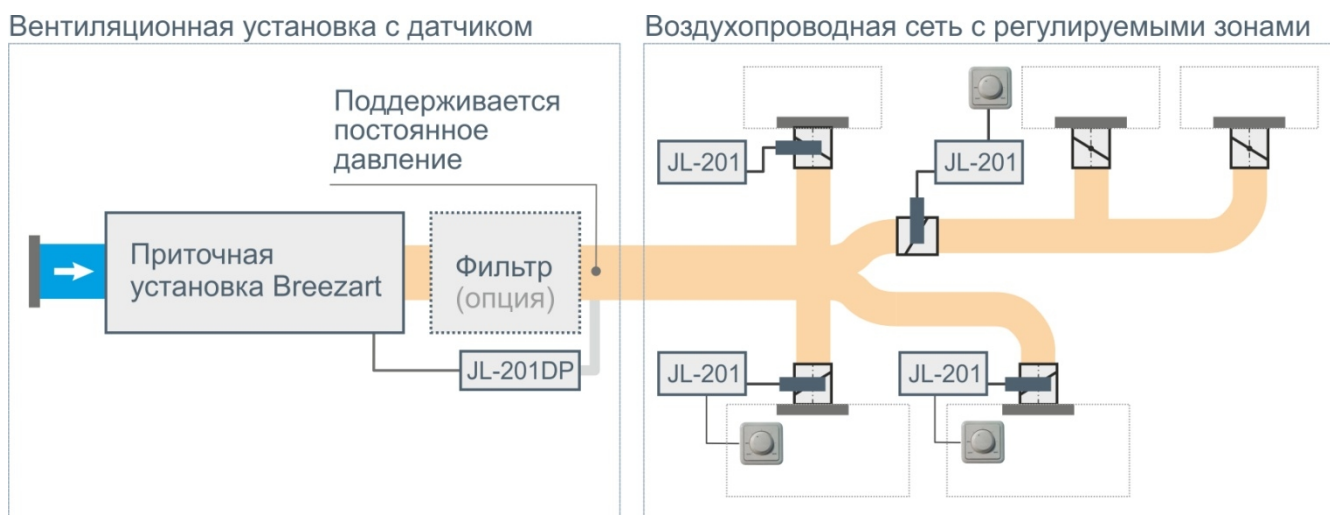 Вентиляционная установка с датчиком
Воздухопроводная сеть с регулируемыми зонами
Поддерживается
постоянное
давление
Приточная
установка Breezart
Фильтр
(опция)
JL-201DP
JL-201
JL-201
JL-201
JL-201